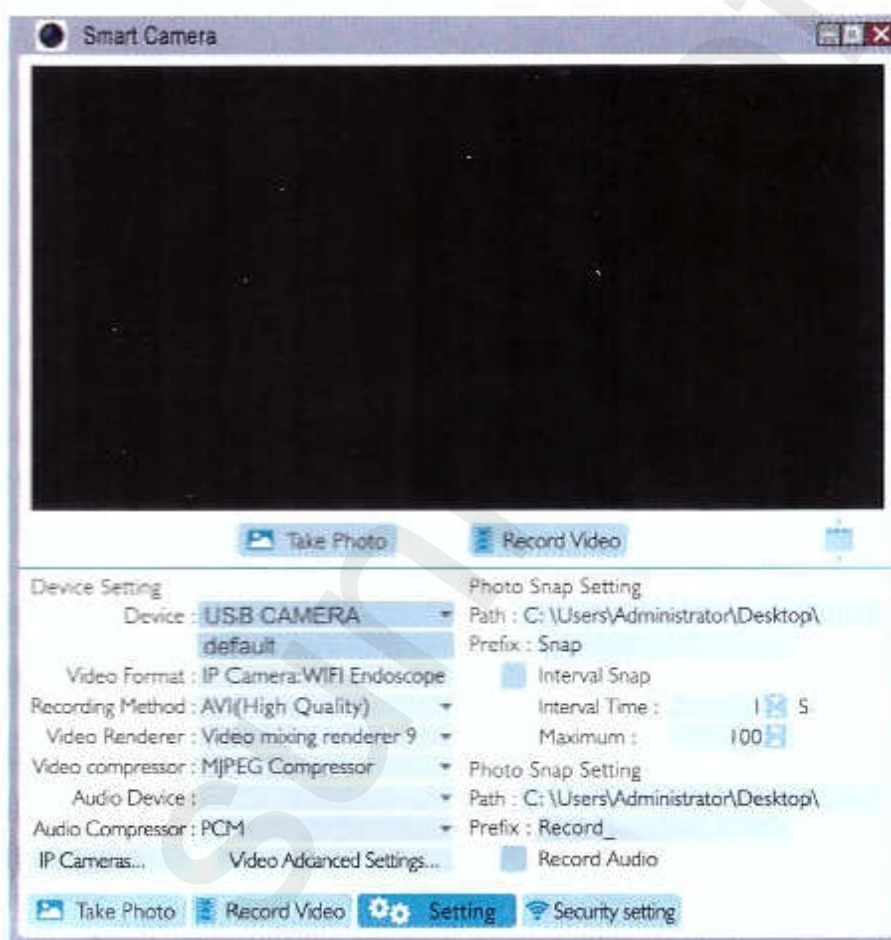 Smart Camera
Take Photo
Record Video
Device Setting
Device : USB CAMERA
default
Video Format : IP Camera:WIFI Endoscope
Recording Method : AVI(High Quality)
Video Renderer : Video mixing renderer 9
Video compressor : MJPEG Compressor
Audio Device :
Audio Compressor : PCM
IP Cameras...
Video Adcanced Settings...
Photo Snap Setting
Path : C: \Users\Administrator\Desktop\
Prefix : Snap
Interval Snap
Interval Time : 1 S
Maximum : 100
Photo Snap Setting
Path : C: \Users\Administrator\Desktop\
Prefix : Record_
Record Audio
Take Photo
Record Video
Setting
Security setting